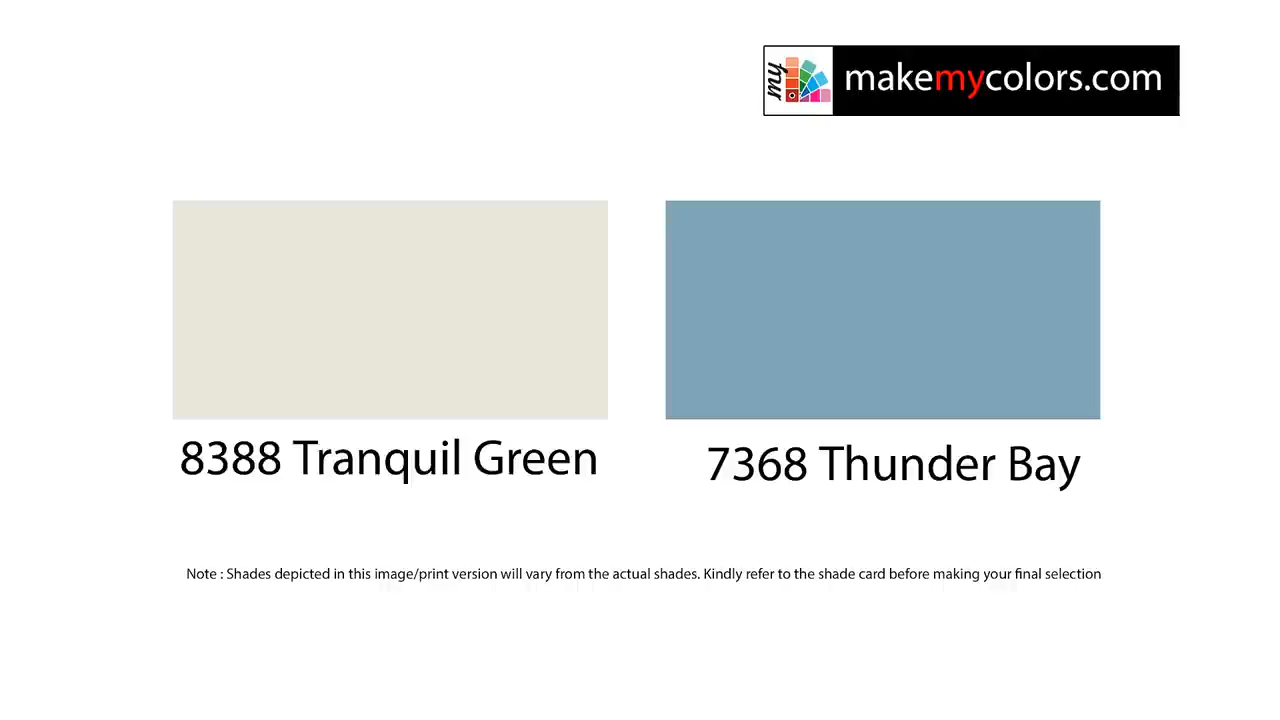 my
makemycolors.com
8388 Tranquil Green
7368 Thunder Bay
Note : Shades depicted in this image/print version will vary from the actual shades. Kindly refer to the shade card before making your final selection